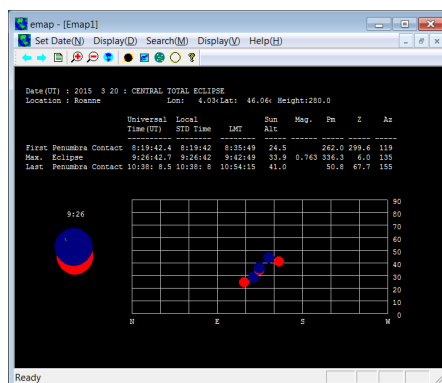 emap - [Emap1]
Set Date(N) Display(D) Search(M) Display(V) Help(H)
Date(UT) : 2015 3 20 : CENTRAL TOTAL ECLIPSE
Location : Roanne Lon: 4.03< Lat: 46.06< Height:280.0
Universal Local Sun Mag. Pm Z Az
Time(UT) STD Time LMT Alt
First Penumbra Contact 8:19:42.4 8:19:42 8:35:49 24.5 262.0 299.6 119
Max. Eclipse 9:26:42.7 9:26:42 9:42:49 33.9 0.763 336.3 6.0 135
Last Penumbra Contact 10:38: 8.5 10:38: 8 10:54:15 41.0 50.8 67.7 155
9:26
90
80
70
60
50
40
30
20
10
0
N E S W
Ready